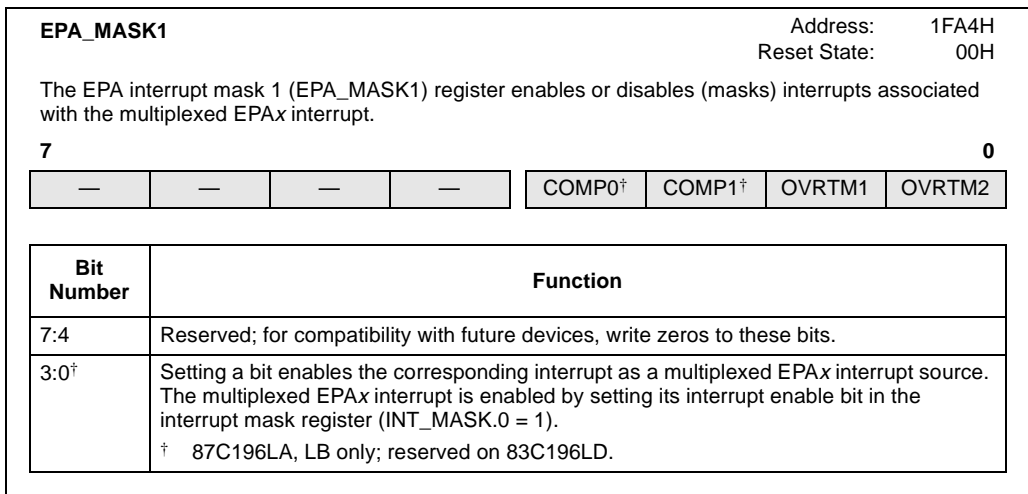 EPA_MASK1 Address: 1FA4H
Reset State: 00H
The EPA interrupt mask 1 (EPA_MASK1) register enables or disables (masks) interrupts associated
with the multiplexed EPAx interrupt.
7 0
— — — — COMP0† COMP1† OVRTM1 OVRTM2
Bit
Number
Function
7:4 Reserved; for compatibility with future devices, write zeros to these bits.
3:0† Setting a bit enables the corresponding interrupt as a multiplexed EPAx interrupt source.
The multiplexed EPAx interrupt is enabled by setting its interrupt enable bit in the
interrupt mask register (INT_MASK.0 = 1).
† 87C196LA, LB only; reserved on 83C196LD.